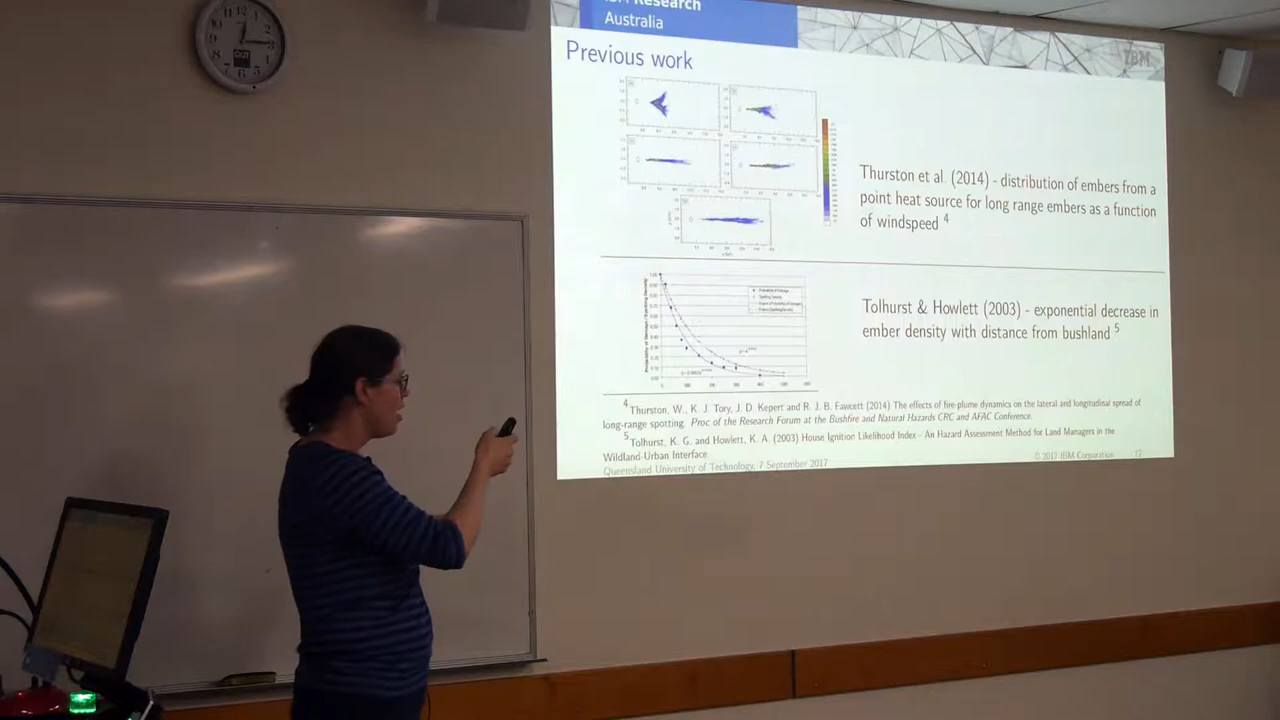 IBM Research
Australia
IBM
Previous work
Thurston et al. (2014) - distribution of embers from a
point heat source for long range embers as a function
of windspeed 4
Tolhurst & Howlett (2003) - exponential decrease in
ember density with distance from bushland 5
4 Thurston, W., K. J. Tory, J. D. Kepert and R. J. B. Fawcett (2014) The effects of fire-plume dynamics on the lateral and longitudinal spread of
long-range spotting. Proc of the Research Forum at the Bushfire and Natural Hazards CRC and AFAC Conference.
5 Tolhurst, K. G. and Howlett, K. A. (2003) House Ignition Likelihood Index - An Hazard Assessment Method for Land Managers in the
Wildland-Urban Interface.
Queensland University of Technology, 7 September 2017
© 2017 IBM Corporation 12